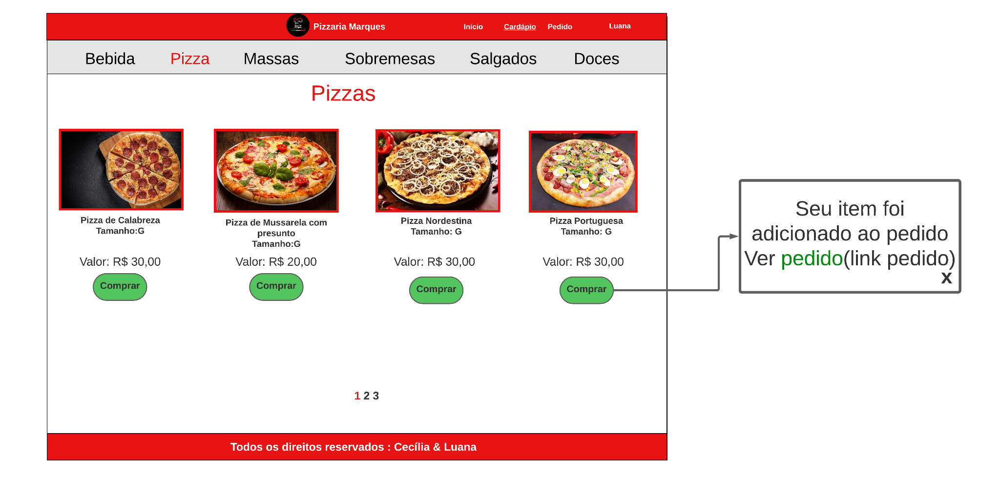 Pizzaria Marques
Início Cardápio Pedido Luana
Bebida Pizza Massas Sobremesas Salgados Doces
Pizzas
Pizza de Calabreza
Tamanho:G
Valor: R$ 30,00
Comprar
Pizza de Mussarela com
presunto
Tamanho:G
Valor: R$ 20,00
Comprar
Pizza Nordestina
Tamanho: G
Valor: R$ 30,00
Comprar
Pizza Portuguesa
Tamanho: G
Valor: R$ 30,00
Comprar
Seu item foi
adicionado ao pedido
Ver pedido(link pedido)
x
1 2 3
Todos os direitos reservados : Cecília & Luana